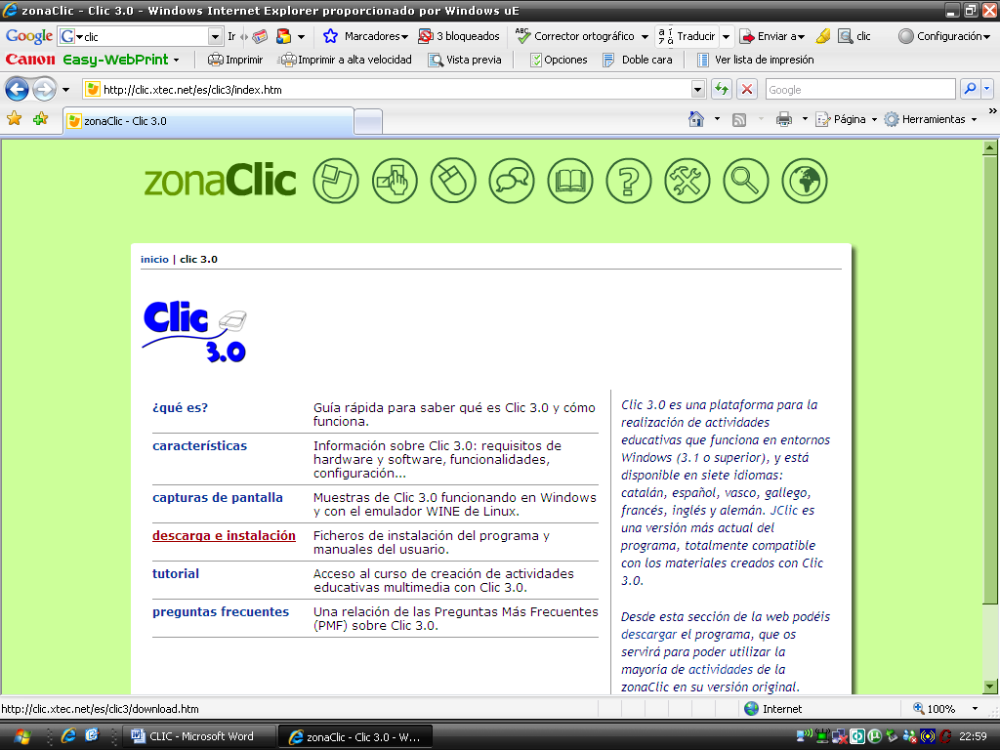 zonaClic - Clic 3.0 - Windows Internet Explorer proporcionado por Windows uE
Google G clic Ir Marcadores 3 bloqueados ABC Corrector ortográfico Traducir Enviar a clic Configuración
Canon Easy-WebPrint Imprimir Imprimir a alta velocidad Vista previa Opciones Doble cara Ver lista de impresión
http://clic.xtec.net/es/clic3/index.htm Google
zonaClic - Clic 3.0 Página Herramientas
zonaClic
inicio | clic 3.0
Clic
3.0
¿qué es? Guía rápida para saber qué es Clic 3.0 y cómo
funciona.
características Información sobre Clic 3.0: requisitos de
hardware y software, funcionalidades,
configuración...
capturas de pantalla Muestras de Clic 3.0 funcionando en Windows
y con el emulador WINE de Linux.
descarga e instalación Ficheros de instalación del programa y
manuales del usuario.
tutorial Acceso al curso de creación de actividades
educativas multimedia con Clic 3.0.
preguntas frecuentes Una relación de las Preguntas Más Frecuentes
(PMF) sobre Clic 3.0.
Clic 3.0 es una plataforma para la
realización de actividades
educativas que funciona en entornos
Windows (3.1 o superior), y está
disponible en siete idiomas:
catalán, español, vasco, gallego,
francés, inglés y alemán. JClic es
una versión más actual del
programa, totalmente compatible
con los materiales creados con Clic
3.0.
Desde esta sección de la web podéis
descargar el programa, que os
servirá para poder utilizar la
mayoría de actividades de la
zonaClic en su versión original.
http://clic.xtec.net/es/clic3/download.htm Internet 100%
CLIC - Microsoft Word zonaClic - Clic 3.0 - W... 22:59